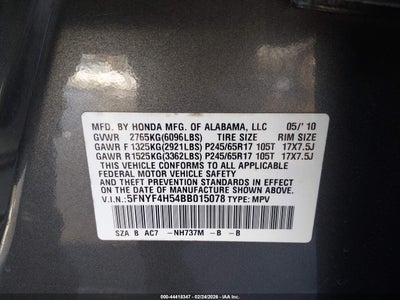 MFD. BY HONDA MFG. OF ALABAMA, LLC 05/'10
GVWR 2765KG(6096LBS) TIRE SIZE RIM SIZE
GAWR F 1325KG(2921LBS) P245/65R17 105T 17X7.5J
GAWR R 1525KG(3362LBS) P245/65R17 105T 17X7.5J
THIS VEHICLE CONFORMS TO ALL APPLICABLE
FEDERAL MOTOR VEHICLE SAFETY AND
THEFT PREVENTION STANDARDS IN EFFECT ON
THE DATE OF MANUFACTURE SHOWN ABOVE.
V.I.N.:5FNYF4H54BB015078 TYPE: MPV
SZA B AC7 -NH737M -B -B
IAA-44418347 - 02/24/2026 - IAAI.COM